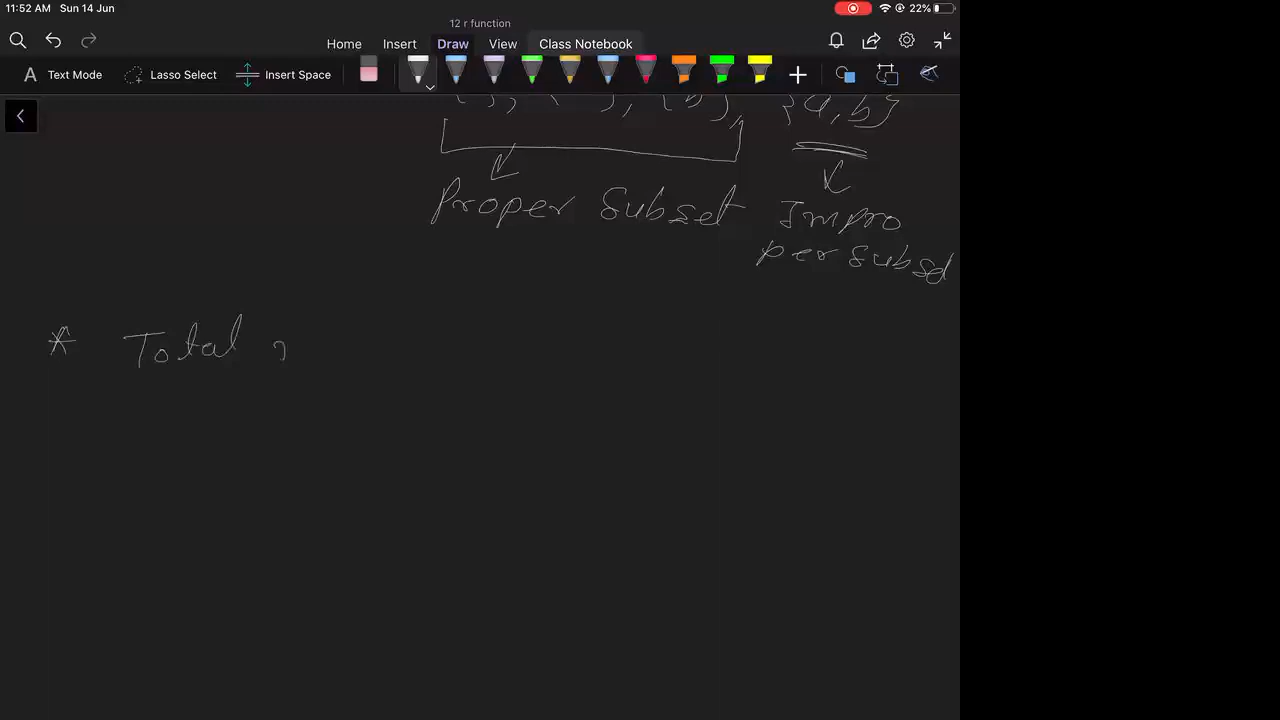 11:52 AM Sun 14 Jun
22%
12 r function
Home Insert Draw View Class Notebook
A Text Mode Lasso Select Insert Space
{a,b}
Proper Subset
Impro
per subset
* Total